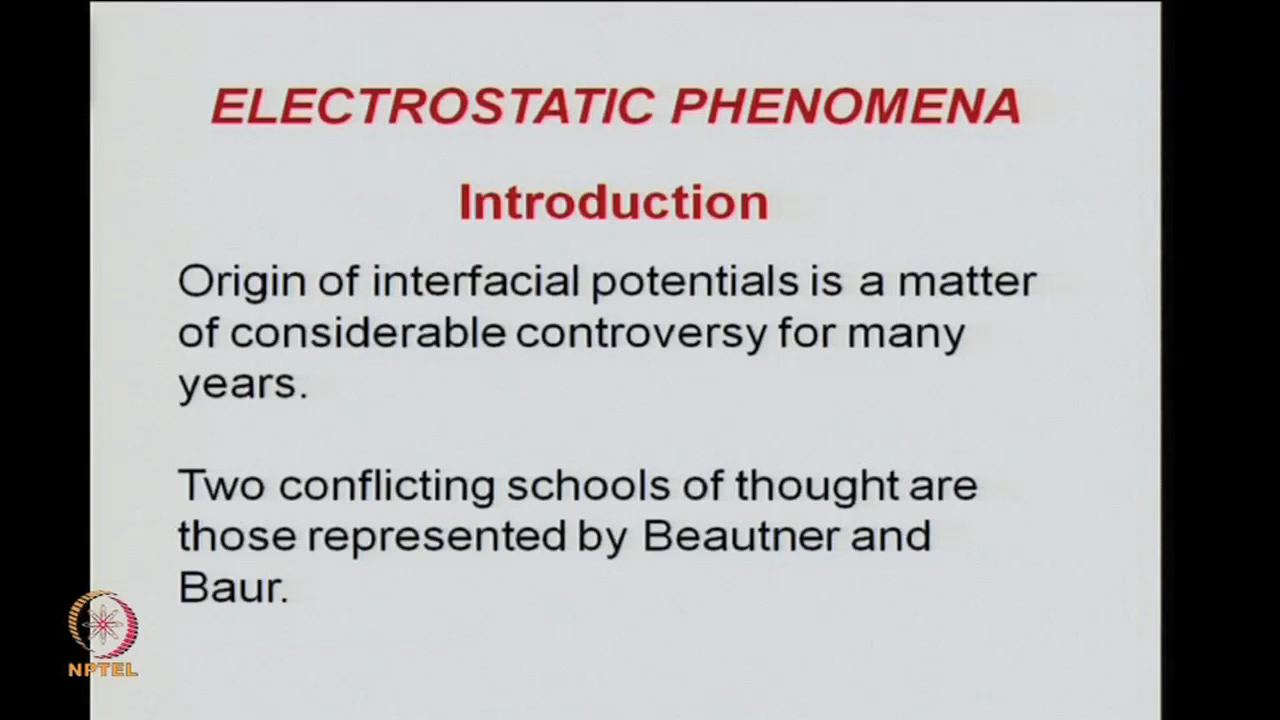 ELECTROSTATIC PHENOMENA
Introduction
Origin of interfacial potentials is a matter
of considerable controversy for many
years.
Two conflicting schools of thought are
those represented by Beautner and
Baur.
NPTEL